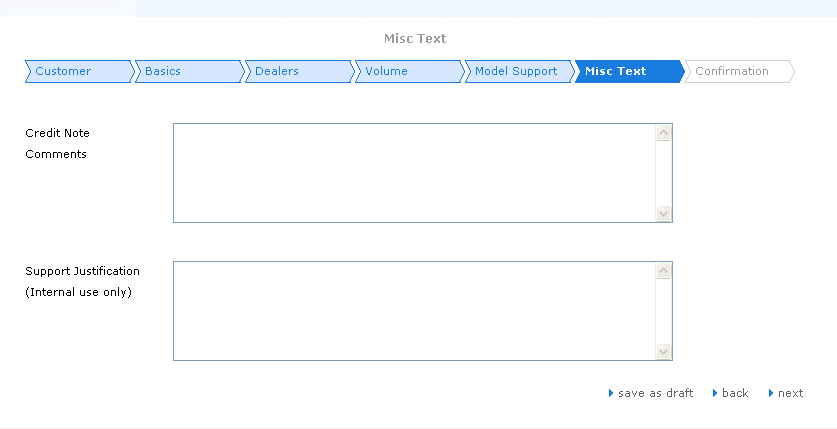 Misc Text
Customer
Basics
Dealers
Volume
Model Support
Misc Text
Confirmation
Credit Note
Comments
Support Justification
(Internal use only)
save as draft
back
next